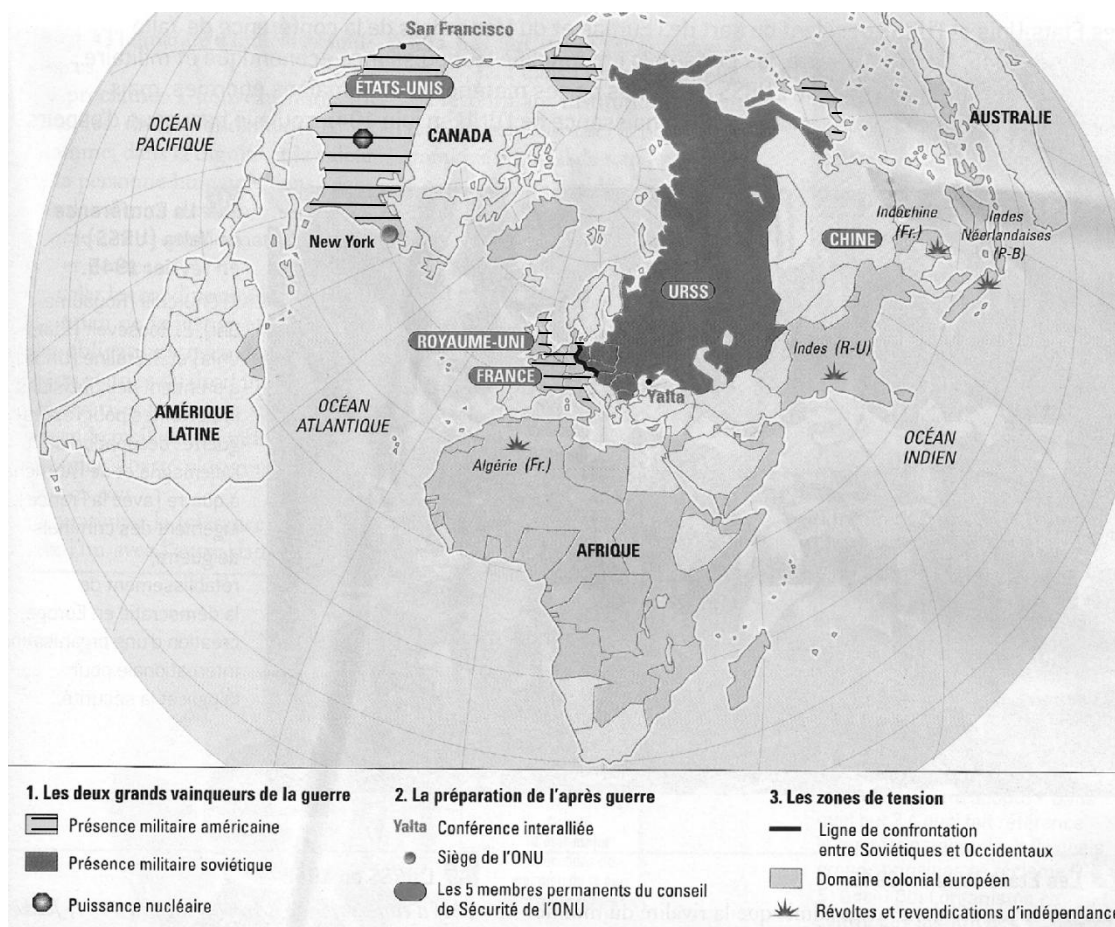 San Francisco
ÉTATS-UNIS
OCÉAN
PACIFIQUE
CANADA
AUSTRALIE
New York
Indochine
(Fr.)
Indes
Néerlandaises
(P-B)
CHINE
URSS
ROYAUME-UNI
FRANCE
Yalta
Indes (R-U)
AMÉRIQUE
LATINE
OCÉAN
ATLANTIQUE
Algérie (Fr.)
OCÉAN
INDIEN
AFRIQUE
1. Les deux grands vainqueurs de la guerre
Présence militaire américaine
Présence militaire soviétique
Puissance nucléaire
2. La préparation de l'après guerre
Yalta Conférence interalliée
Siège de l'ONU
Les 5 membres permanents du conseil
de Sécurité de l'ONU
3. Les zones de tension
Ligne de confrontation
entre Soviétiques et Occidentaux
Domaine colonial européen
Révoltes et revendications d'indépendance